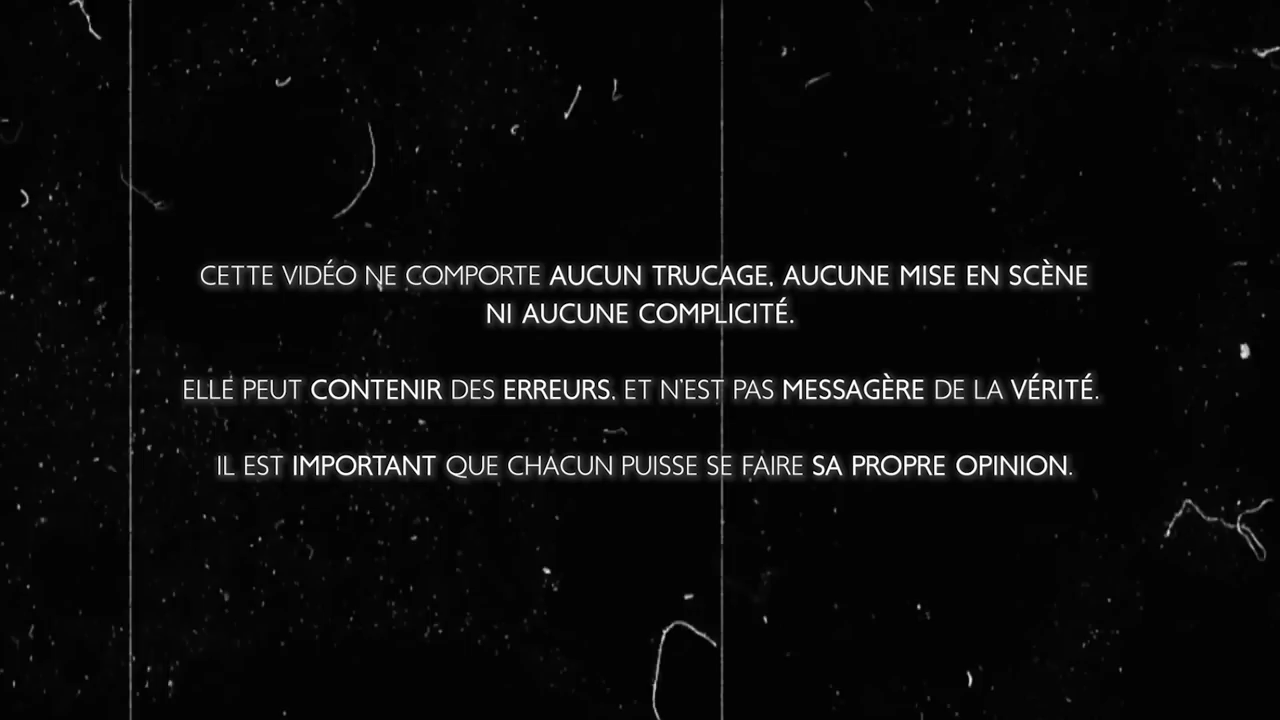 CETTE VIDÉO NE COMPORTE AUCUN TRUCAGE, AUCUNE MISE EN SCÈNE
NI AUCUNE COMPLICITÉ.
ELLE PEUT CONTENIR DES ERREURS, ET N'EST PAS MESSAGÈRE DE LA VÉRITÉ.
IL EST IMPORTANT QUE CHACUN PUISSE SE FAIRE SA PROPRE OPINION.